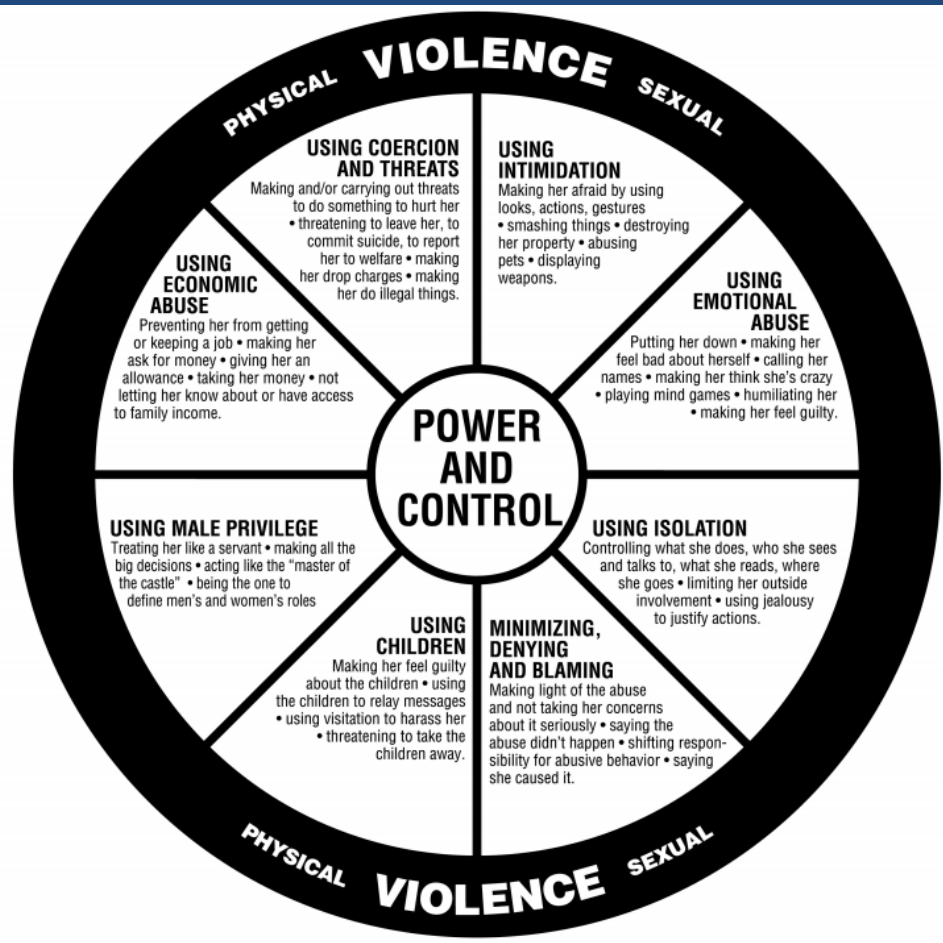 PHYSICAL VIOLENCE SEXUAL
USING COERCION
AND THREATS
Making and/or carrying out threats
to do something to hurt her
• threatening to leave her, to
commit suicide, to report
her to welfare • making
her drop charges • making
her do illegal things.
USING
INTIMIDATION
Making her afraid by using
looks, actions, gestures
• smashing things • destroying
her property • abusing
pets • displaying
weapons.
USING
EMOTIONAL
ABUSE
Putting her down • making her
feel bad about herself • calling her
names • making her think she's crazy
• playing mind games • humiliating her
• making her feel guilty.
USING ISOLATION
Controlling what she does, who she sees
and talks to, what she reads, where
she goes • limiting her outside
involvement • using jealousy
to justify actions.
MINIMIZING,
DENYING
AND BLAMING
Making light of the abuse
and not taking her concerns
about it seriously • saying the
abuse didn't happen • shifting respon-
sibility for abusive behavior • saying
she caused it.
USING
CHILDREN
Making her feel guilty
about the children • using
the children to relay messages
• using visitation to harass her
• threatening to take the
children away.
USING MALE PRIVILEGE
Treating her like a servant • making all the
big decisions • acting like the "master of
the castle" • being the one to
define men's and women's roles
USING
ECONOMIC
ABUSE
Preventing her from getting
or keeping a job • making her
ask for money • giving her an
allowance • taking her money • not
letting her know about or have access
to family income.
POWER
AND
CONTROL
PHYSICAL VIOLENCE SEXUAL